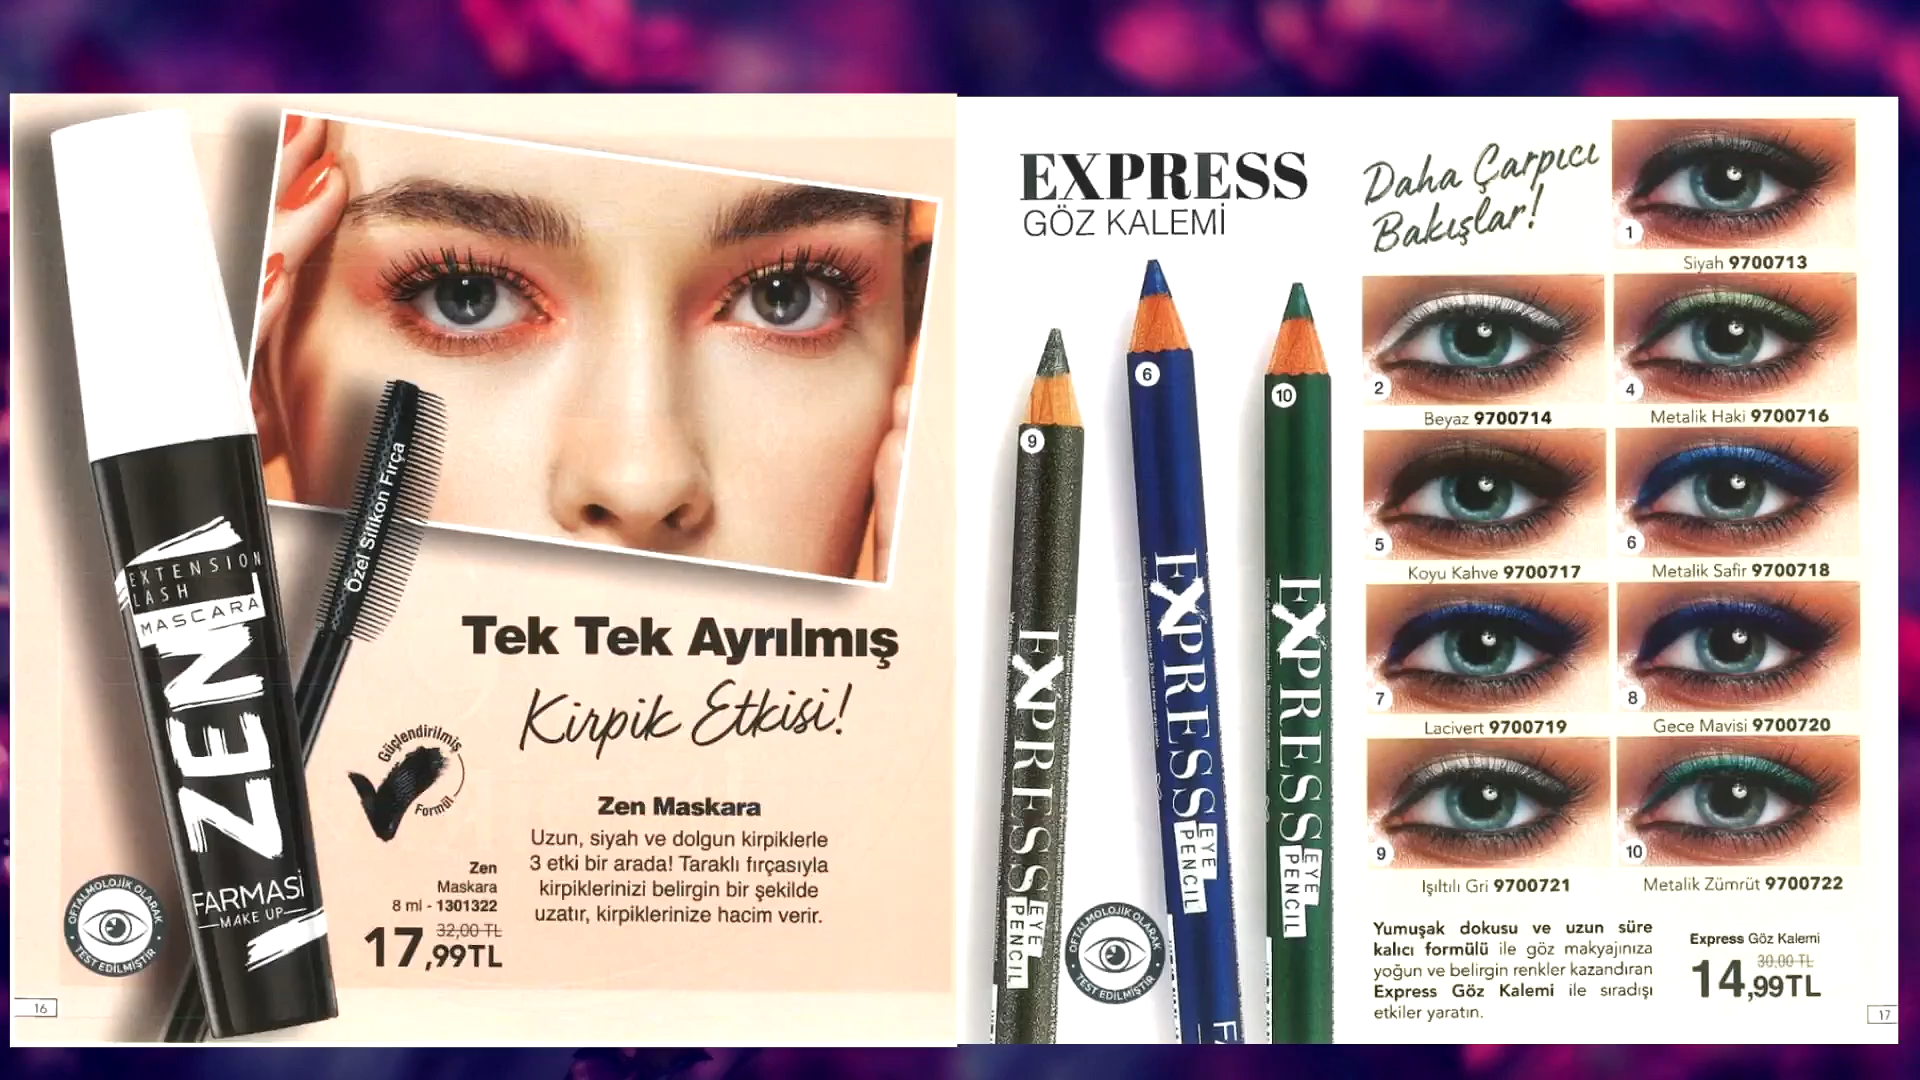 EXTENSION
LASH
MASCARA
ZEN
FARMASi
MAKE UP
Özel Silikon Fırça
Tek Tek Ayrılmış
Kirpik Etkisi!
Güçlendirilmiş
Formül
Zen Maskara
Uzun, siyah ve dolgun kirpiklerle
3 etki bir arada! Taraklı fırçasıyla
kirpiklerinizi belirgin bir şekilde
uzatır, kirpiklerinize hacim verir.
Zen
Maskara
8 ml - 1301322
32,00 TL
17,99TL
OFTALMOLOJİK OLARAK
TEST EDİLMİŞTİR
16
EXPRESS
GÖZ KALEMİ
Daha Çarpıcı
Bakışlar!
9
6
10
EXPRESS
EYE
PENCIL
EXPRESS
EYE
PENCIL
EXPRESS
EYE
PENCIL
OFTALMOLOJİK OLARAK
TEST EDİLMİŞTİR
1
Siyah 9700713
2
Beyaz 9700714
4
Metalik Haki 9700716
5
Koyu Kahve 9700717
6
Metalik Safir 9700718
7
Lacivert 9700719
8
Gece Mavisi 9700720
9
Işıltılı Gri 9700721
10
Metalik Zümrüt 9700722
Yumuşak dokusu ve uzun süre
kalıcı formülü ile göz makyajınıza
yoğun ve belirgin renkler kazandıran
Express Göz Kalemi ile sıradışı
etkiler yaratın.
Express Göz Kalemi
30,00 TL
14,99TL
17